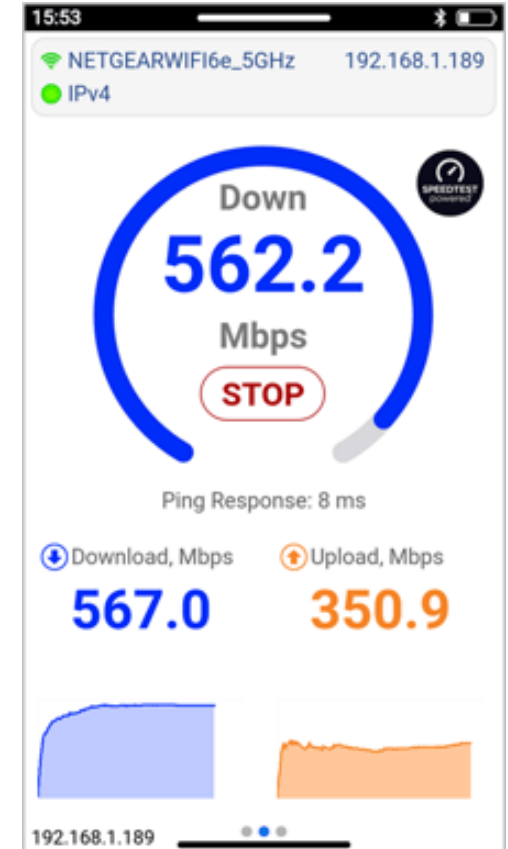 15:53
NETGEARWIFI6e_5GHz 192.168.1.189
IPv4
SPEEDTEST
powered
Down
562.2
Mbps
STOP
Ping Response: 8 ms
Download, Mbps Upload, Mbps
567.0 350.9
192.168.1.189